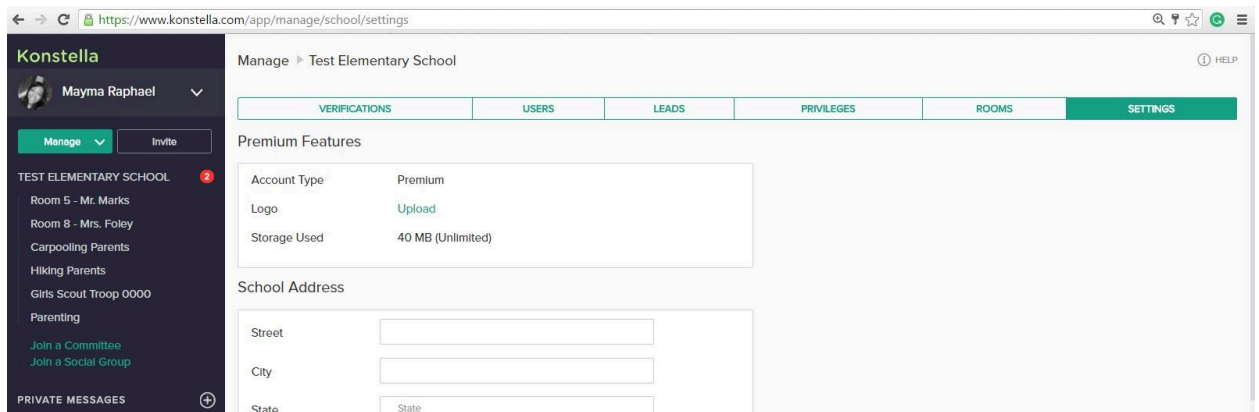 https://www.konstella.com/app/manage/school/settings
Konstella
Mayma Raphael
Manage
Invite
TEST ELEMENTARY SCHOOL 2
Room 5 - Mr. Marks
Room 8 - Mrs. Foley
Carpooling Parents
Hiking Parents
Girls Scout Troop 0000
Parenting
Join a Committee
Join a Social Group
PRIVATE MESSAGES
Manage Test Elementary School
HELP
VERIFICATIONS USERS LEADS PRIVILEGES ROOMS SETTINGS
Premium Features
Account Type Premium
Logo Upload
Storage Used 40 MB (Unlimited)
School Address
Street
City
State State